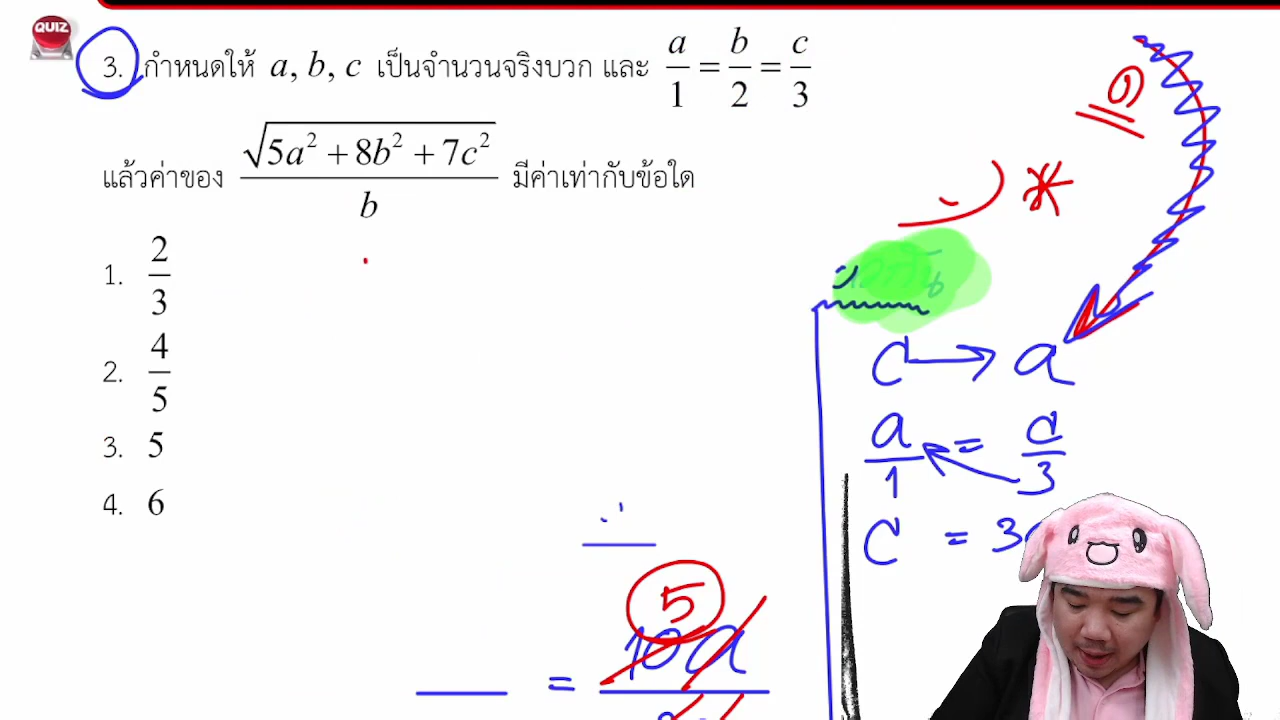 QUIZ
3. กำหนดให้ a, b, c เป็นจำนวนจริงบวก และ a/1 = b/2 = c/3
แล้วค่าของ √(5a² + 8b² + 7c²)/b มีค่าเท่ากับข้อใด
1. 2/3
2. 4/5
3. 5
4. 6
c → a
a/1 = c/3
c = 3
5
= 10a